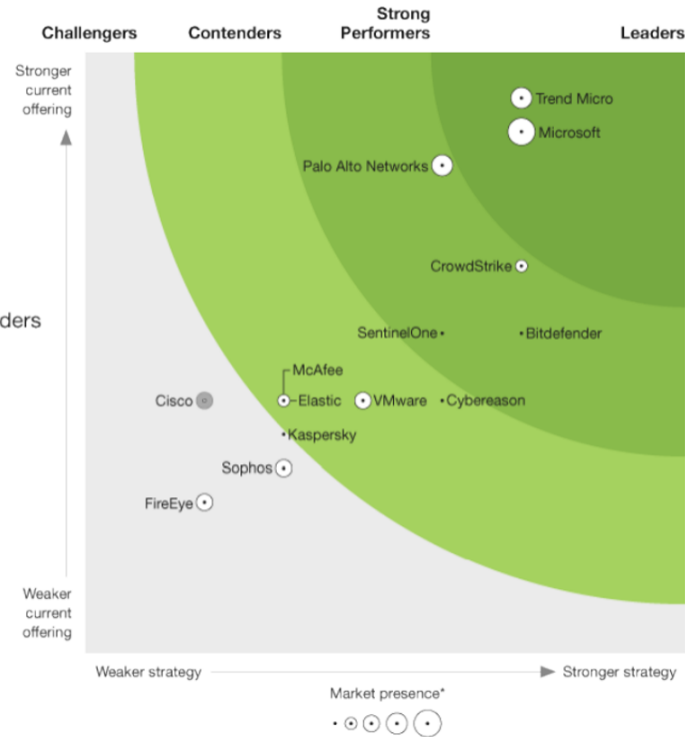 Challengers
Contenders
Strong
Performers
Leaders
Stronger
current
offering
Trend Micro
Microsoft
Palo Alto Networks
CrowdStrike
ders
SentinelOne
Bitdefender
McAfee
Cisco
Elastic
VMware
Cybereason
Kaspersky
Sophos
FireEye
Weaker
current
offering
Weaker strategy
Stronger strategy
Market presence*